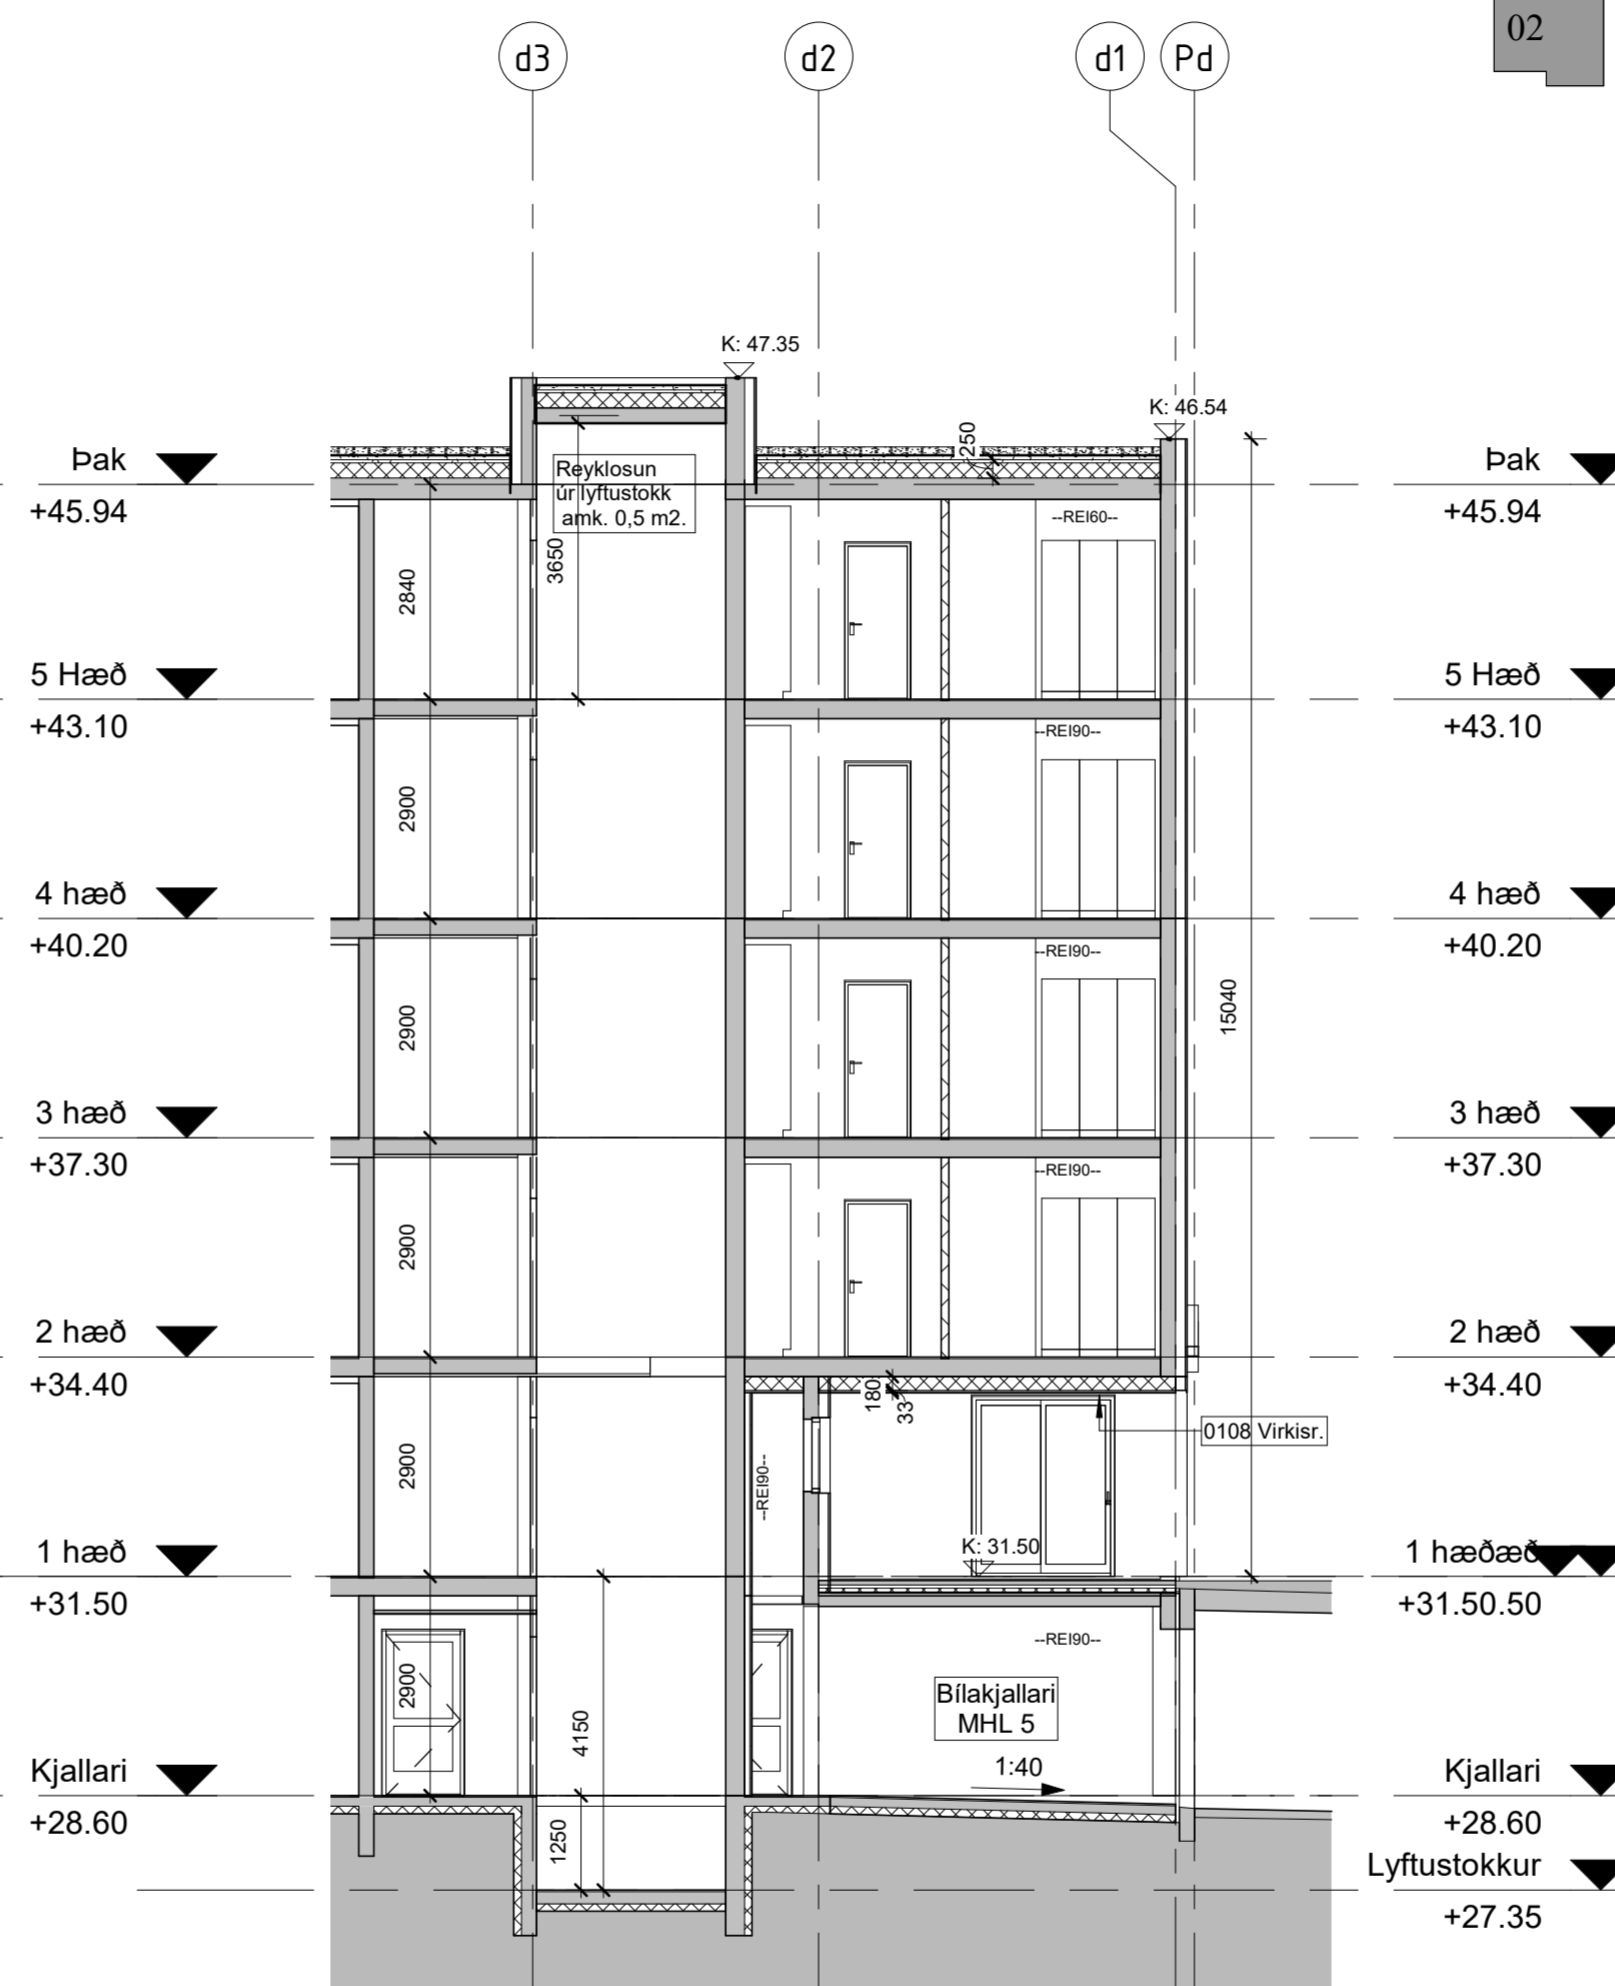 02
d3
d2
d1
Pd
K: 47.35
K: 46.54
250
Þak
+45.94
Þak
+45.94
Reyklosun
úr lyftustokk
amk. 0,5 m2.
--REI60--
3650
2840
5 Hæð
+43.10
5 Hæð
+43.10
--REI90--
2900
4 hæð
+40.20
4 hæð
+40.20
--REI90--
2900
15040
3 hæð
+37.30
3 hæð
+37.30
--REI90--
2900
2 hæð
+34.40
2 hæð
+34.40
180
33
0108 Virkisr.
2900
--REI90--
K: 31.50
1 hæð
+31.50
1 hæðæð
+31.50.50
--REI90--
2900
Bílakjallari
MHL 5
4150
1:40
Kjallari
+28.60
Kjallari
+28.60
1250
Lyftustokkur
+27.35